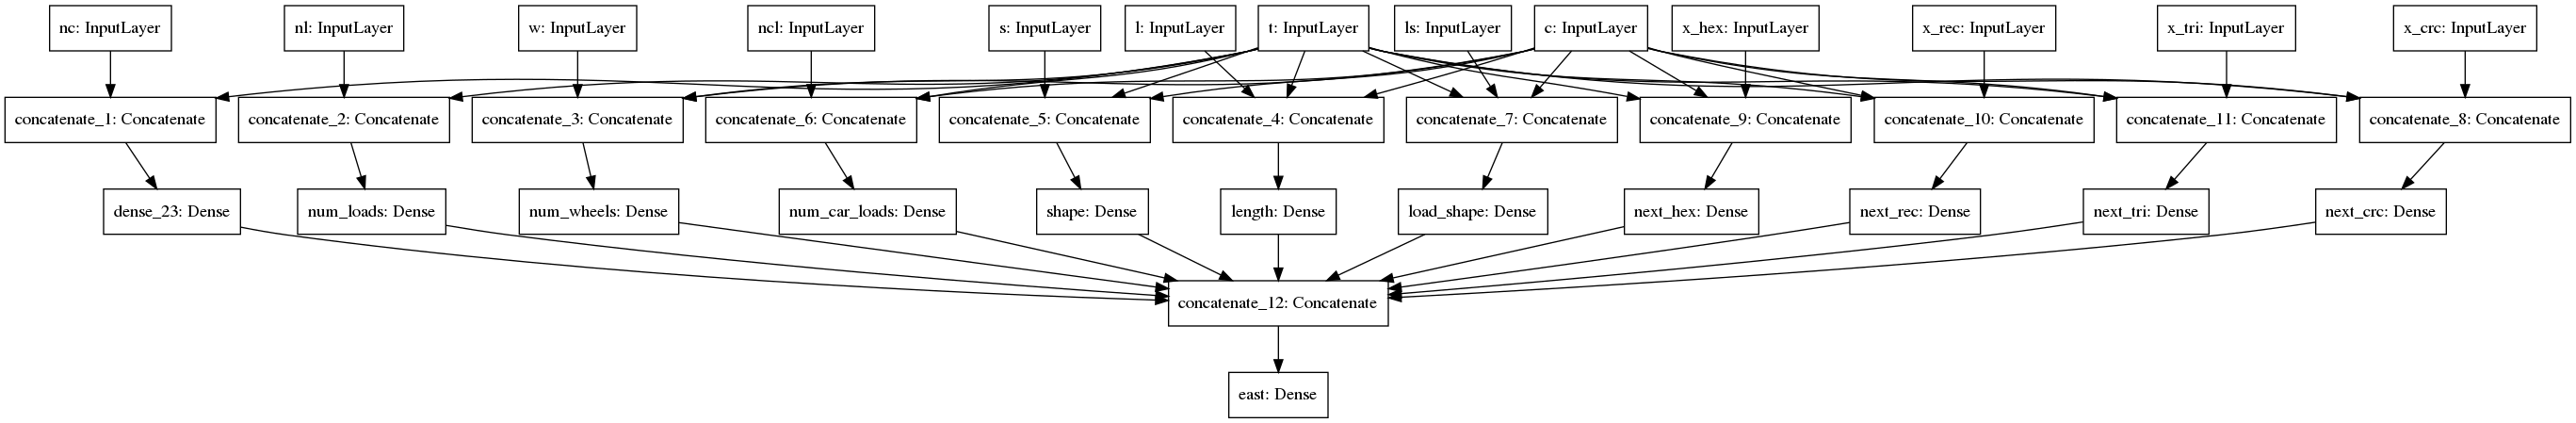 nc: InputLayer
nl: InputLayer
w: InputLayer
ncl: InputLayer
s: InputLayer
l: InputLayer
t: InputLayer
ls: InputLayer
c: InputLayer
x_hex: InputLayer
x_rec: InputLayer
x_tri: InputLayer
x_crc: InputLayer
concatenate_1: Concatenate
concatenate_2: Concatenate
concatenate_3: Concatenate
concatenate_6: Concatenate
concatenate_5: Concatenate
concatenate_4: Concatenate
concatenate_7: Concatenate
concatenate_9: Concatenate
concatenate_10: Concatenate
concatenate_11: Concatenate
concatenate_8: Concatenate
dense_23: Dense
num_loads: Dense
num_wheels: Dense
num_car_loads: Dense
shape: Dense
length: Dense
load_shape: Dense
next_hex: Dense
next_rec: Dense
next_tri: Dense
next_crc: Dense
concatenate_12: Concatenate
east: Dense